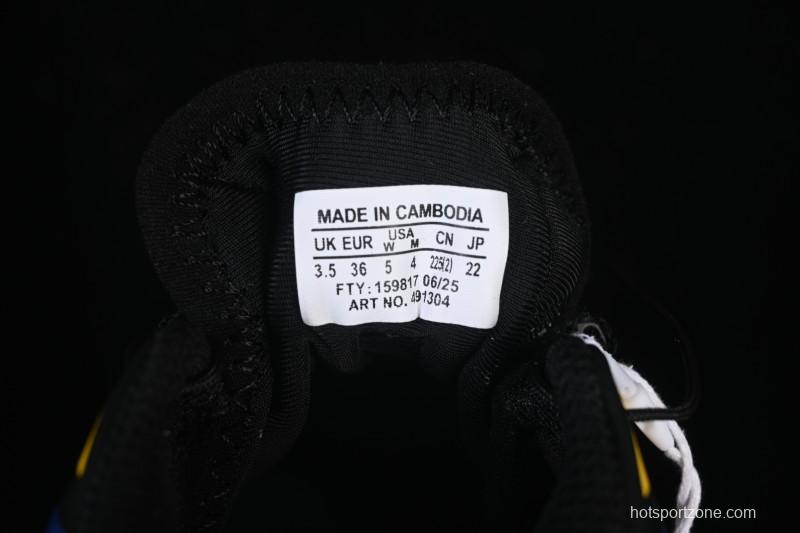 MADE IN CAMBODIA
UK EUR USA W M CN JP
3.5 36 5 4 225(2) 22
FTY: 159817 06/25
ART NO. 491304
hotsportzone.com